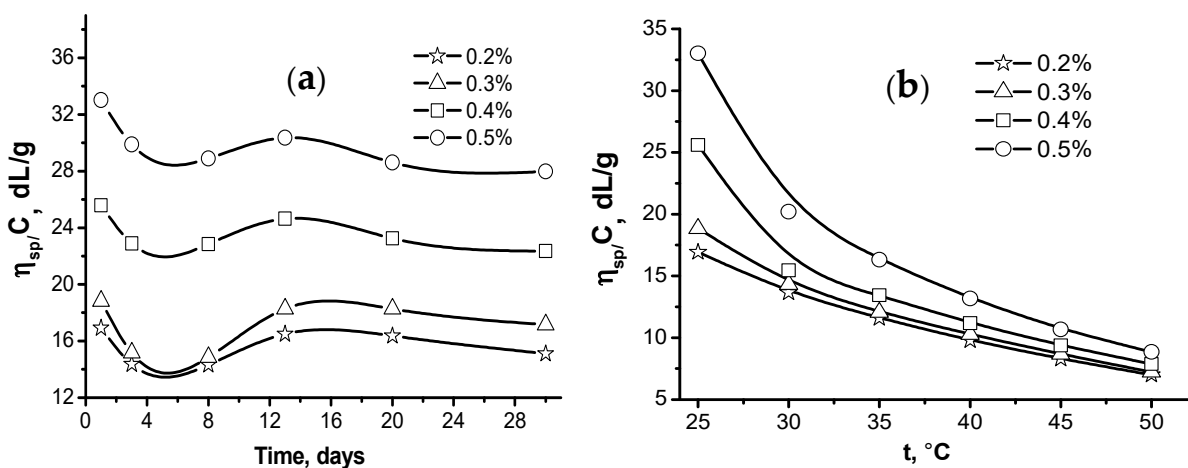 (a)
0.2%
0.3%
0.4%
0.5%
36
32
28
24
20
16
12
0 4 8 12 16 20 24 28
Time, days
ηsp/C, dL/g
(b)
0.2%
0.3%
0.4%
0.5%
35
30
25
20
15
10
5
25 30 35 40 45 50
t, °C
ηsp/C, dL/g